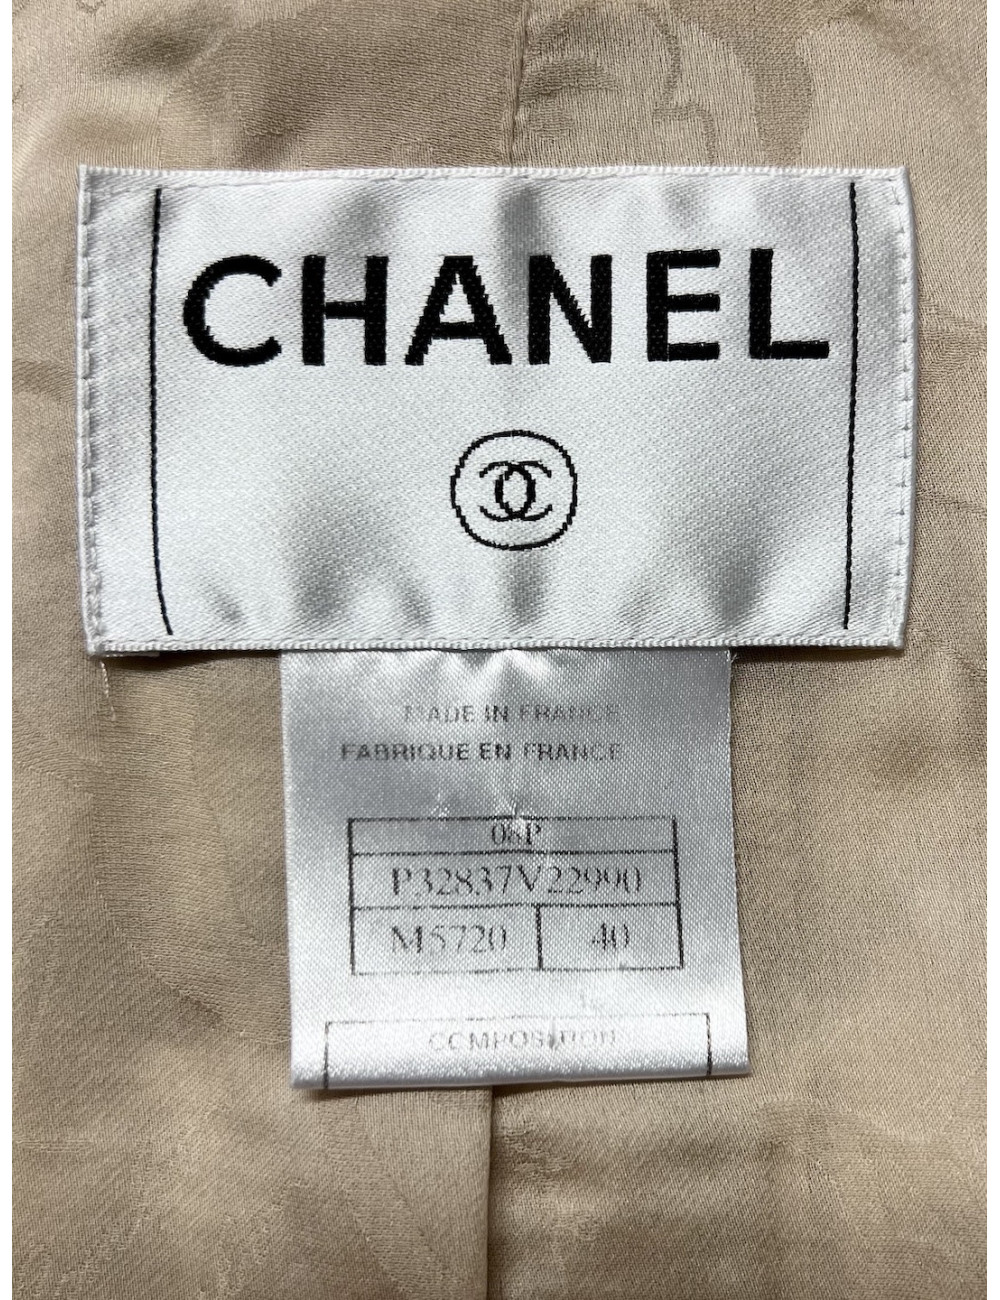 CHANEL
MADE IN FRANCE
FABRIQUE EN FRANCE
08P
P32837V22990
M5720 40
COMPOSITION